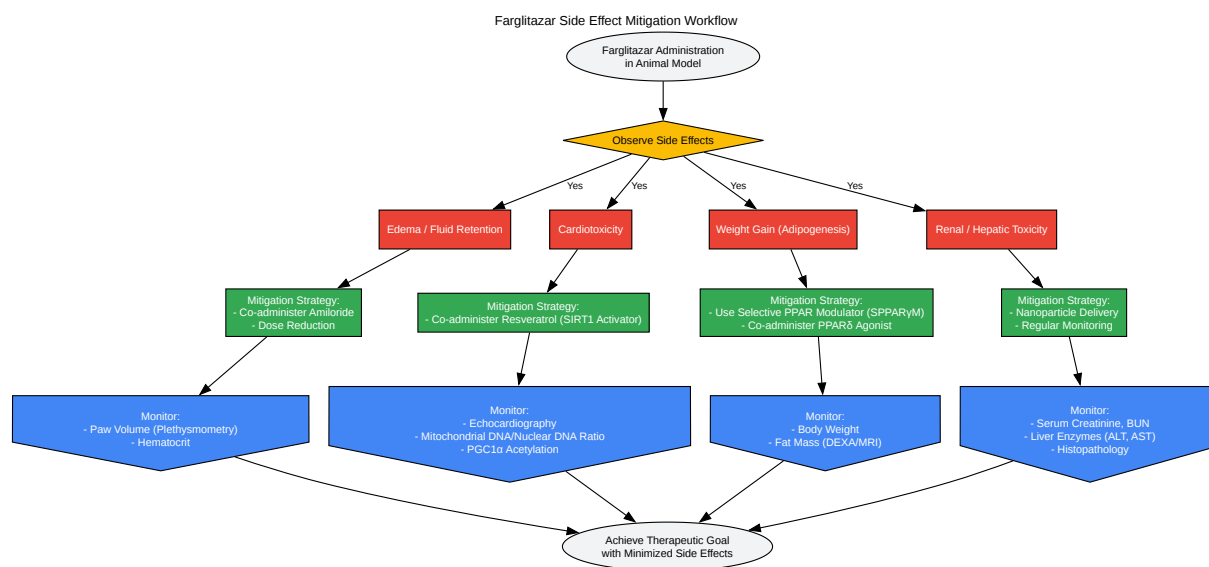 Farglitazar Side Effect Mitigation Workflow
Farglitazar Administration
in Animal Model
Observe Side Effects
Yes
Yes
Yes
Yes
Edema / Fluid Retention
Cardiotoxicity
Weight Gain (Adipogenesis)
Renal / Hepatic Toxicity
Mitigation Strategy:
- Co-administer Amiloride
- Dose Reduction
Mitigation Strategy:
- Co-administer Resveratrol (SIRT1 Activator)
Mitigation Strategy:
- Use Selective PPAR Modulator (SPPARγM)
- Co-administer PPARδ Agonist
Mitigation Strategy:
- Nanoparticle Delivery
- Regular Monitoring
Monitor:
- Paw Volume (Plethysmometry)
- Hematocrit
Monitor:
- Echocardiography
- Mitochondrial DNA/Nuclear DNA Ratio
- PGC1α Acetylation
Monitor:
- Body Weight
- Fat Mass (DEXA/MRI)
Monitor:
- Serum Creatinine, BUN
- Liver Enzymes (ALT, AST)
- Histopathology
Achieve Therapeutic Goal
with Minimized Side Effects